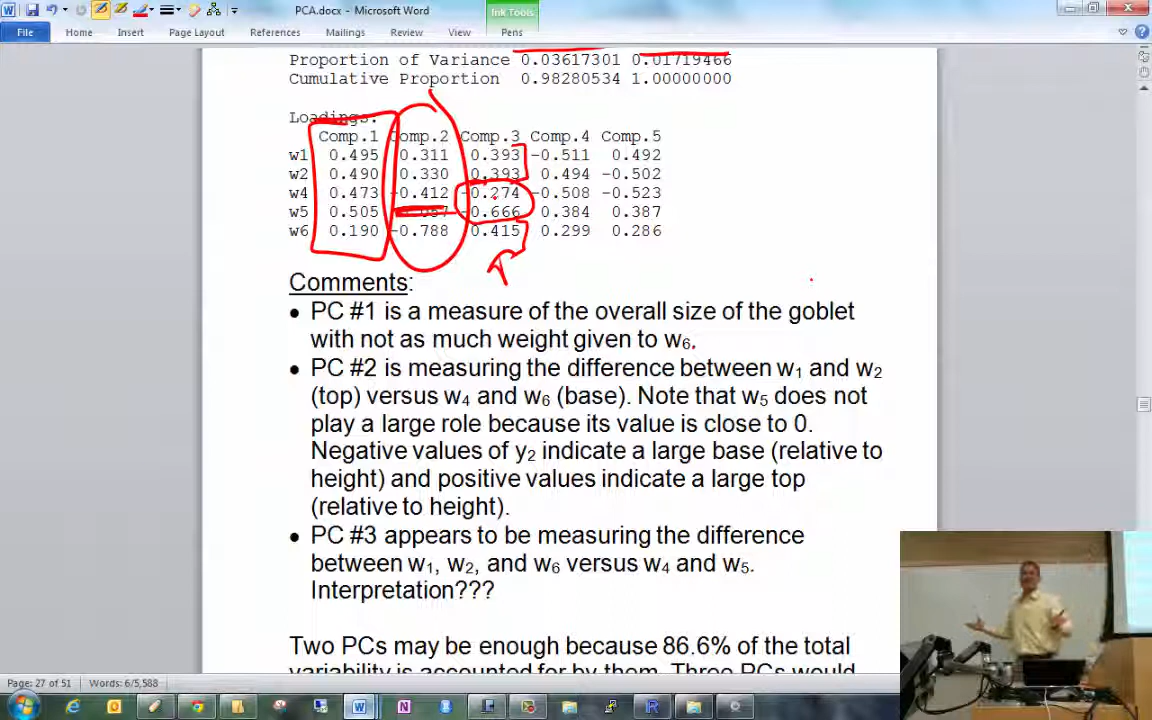 PCA.docx - Microsoft Word
Ink Tools
File Home Insert Page Layout References Mailings Review View Pens
Proportion of Variance 0.03617301 0.01719466
Cumulative Proportion 0.98280534 1.00000000
Loadings:
Comp.1 Comp.2 Comp.3 Comp.4 Comp.5
w1 0.495 0.311 0.393 -0.511 0.492
w2 0.490 0.330 0.393 0.494 -0.502
w4 0.473 -0.412 -0.274 -0.508 -0.523
w5 0.505 -0.666 0.384 0.387
w6 0.190 -0.788 0.415 0.299 0.286
Comments:
• PC #1 is a measure of the overall size of the goblet
with not as much weight given to w6.
• PC #2 is measuring the difference between w1 and w2
(top) versus w4 and w6 (base). Note that w5 does not
play a large role because its value is close to 0.
Negative values of y2 indicate a large base (relative to
height) and positive values indicate a large top
(relative to height).
• PC #3 appears to be measuring the difference
between w1, w2, and w6 versus w4 and w5.
Interpretation???
Two PCs may be enough because 86.6% of the total
variability is accounted for by them. Three PCs would
Page: 27 of 51 Words: 6/5,588